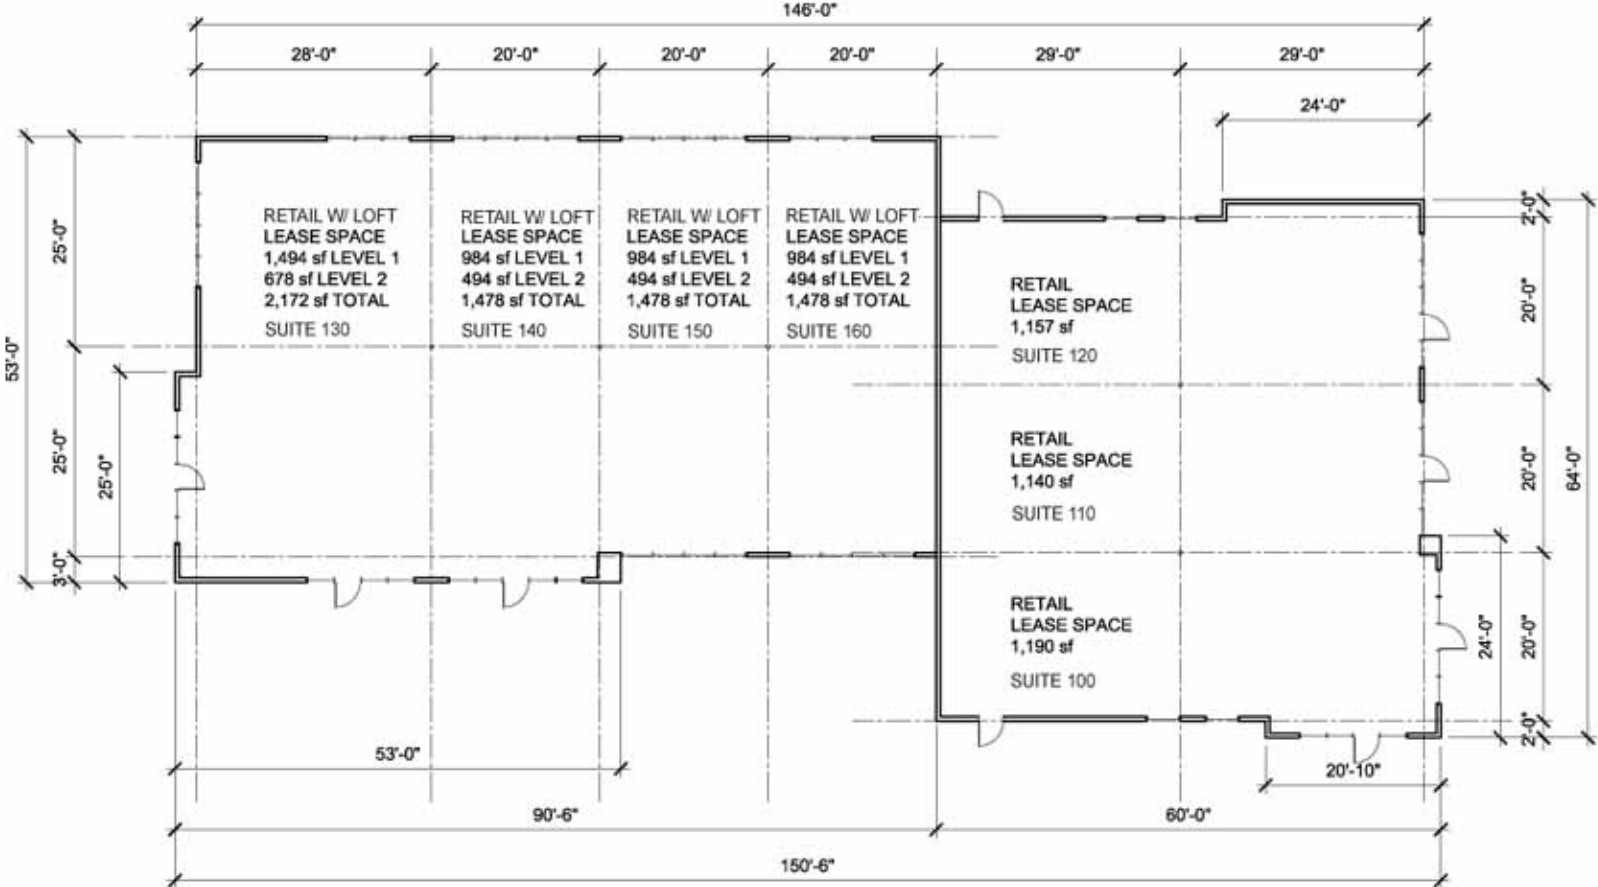 146'-0"
28'-0"
20'-0"
20'-0"
20'-0"
29'-0"
29'-0"
24'-0"
53'-0"
25'-0"
25'-0"
3'-0"
25'-0"
RETAIL W/ LOFT
LEASE SPACE
1,494 sf LEVEL 1
678 sf LEVEL 2
2,172 sf TOTAL
SUITE 130
RETAIL W/ LOFT
LEASE SPACE
984 sf LEVEL 1
494 sf LEVEL 2
1,478 sf TOTAL
SUITE 140
RETAIL W/ LOFT
LEASE SPACE
984 sf LEVEL 1
494 sf LEVEL 2
1,478 sf TOTAL
SUITE 150
RETAIL W/ LOFT
LEASE SPACE
984 sf LEVEL 1
494 sf LEVEL 2
1,478 sf TOTAL
SUITE 160
RETAIL
LEASE SPACE
1,157 sf
SUITE 120
RETAIL
LEASE SPACE
1,140 sf
SUITE 110
RETAIL
LEASE SPACE
1,190 sf
SUITE 100
2'-0"
20'-0"
20'-0"
20'-0"
2'-0"
64'-0"
24'-0"
53'-0"
20'-10"
90'-6"
60'-0"
150'-6"